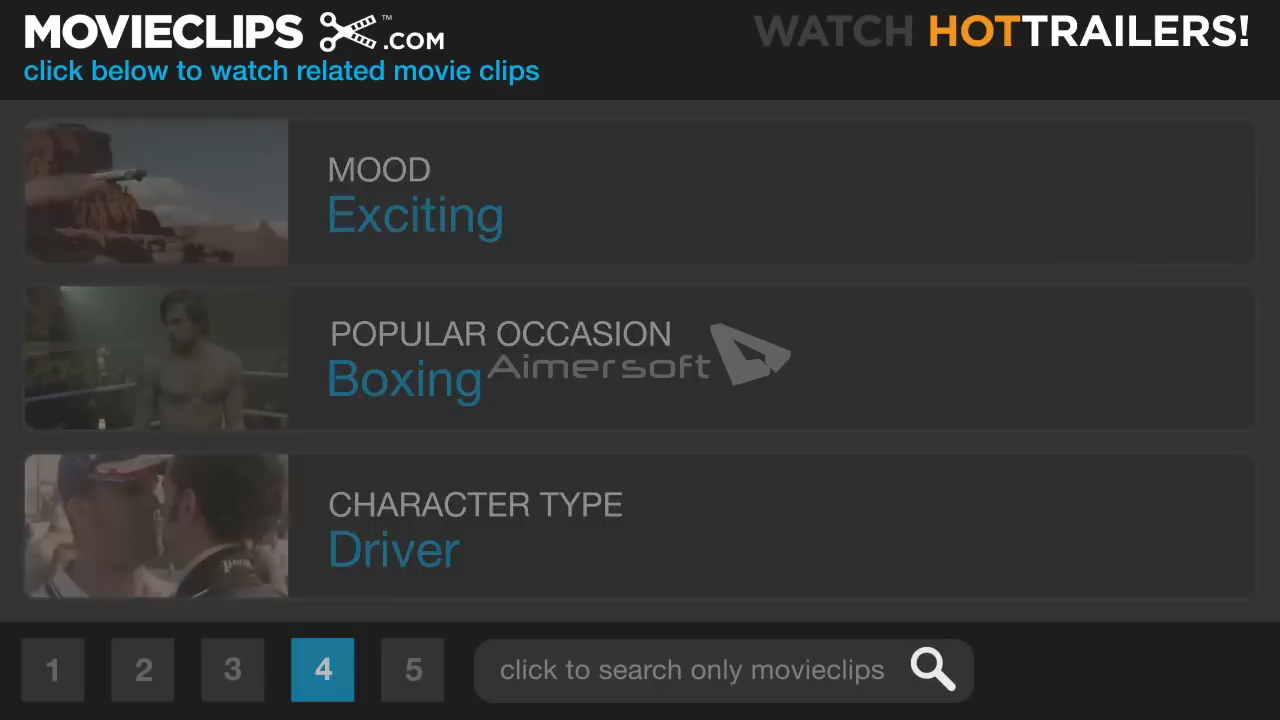 MOVIECLIPS ™ .COM
WATCH HOTTRAILERS!
click below to watch related movie clips
MOOD
Exciting
POPULAR OCCASION
Boxing
Aimersoft
CHARACTER TYPE
Driver
1 2 3 4 5
click to search only movieclips